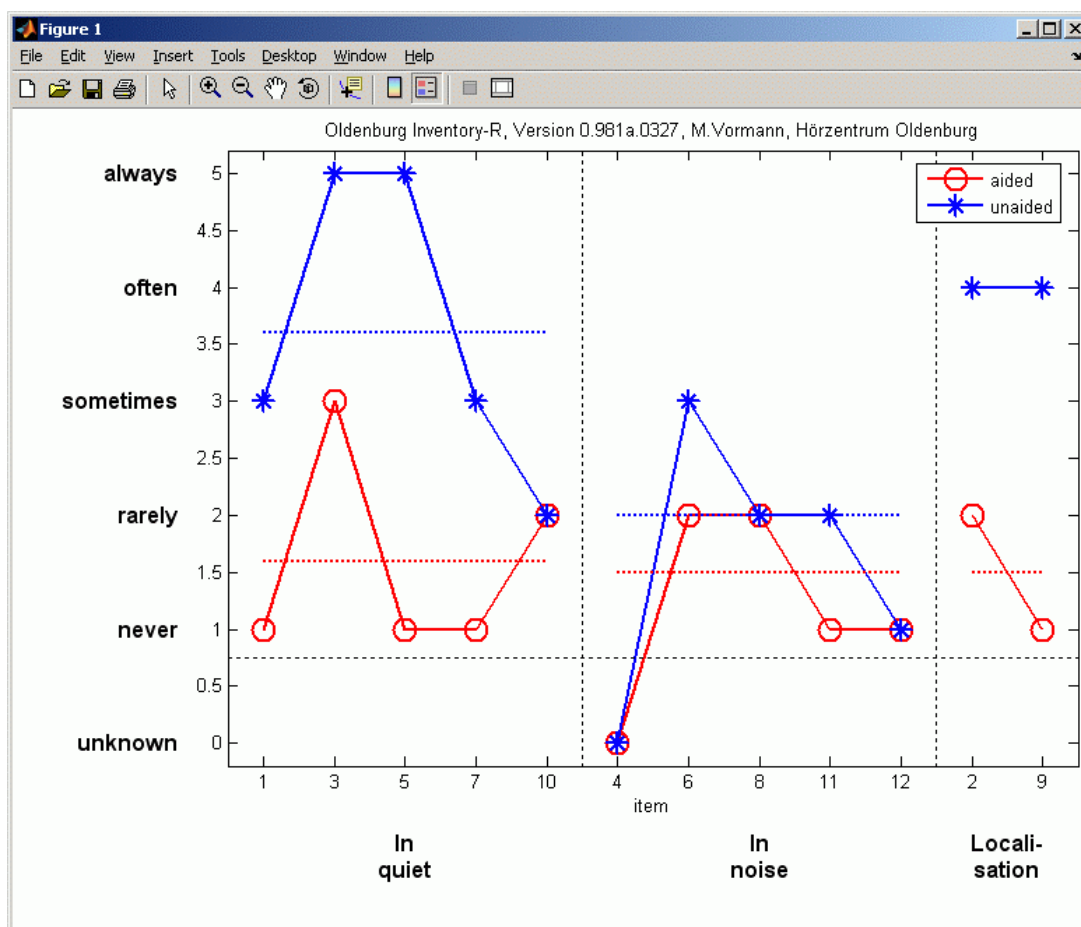 Figure 1
File Edit View Insert Tools Desktop Window Help
Oldenburg Inventory-R, Version 0.981a.0327, M.Vormann, Hörzentrum Oldenburg
always 5
4.5
often 4
3.5
sometimes 3
2.5
rarely 2
1.5
never 1
0.5
unknown 0
aided
unaided
1 3 5 7 10 4 6 8 11 12 2 9
item
In
quiet
In
noise
Locali-
sation